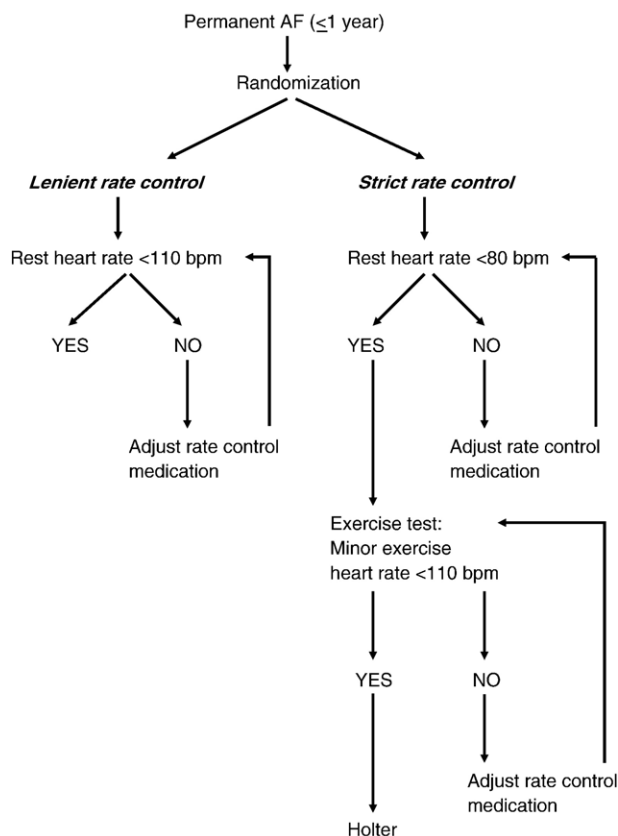 Permanent AF (≤1 year)
Randomization
Lenient rate control
Strict rate control
Rest heart rate <110 bpm
Rest heart rate <80 bpm
YES
NO
YES
NO
Adjust rate control
medication
Adjust rate control
medication
Exercise test:
Minor exercise
heart rate <110 bpm
YES
NO
Adjust rate control
medication
Holter